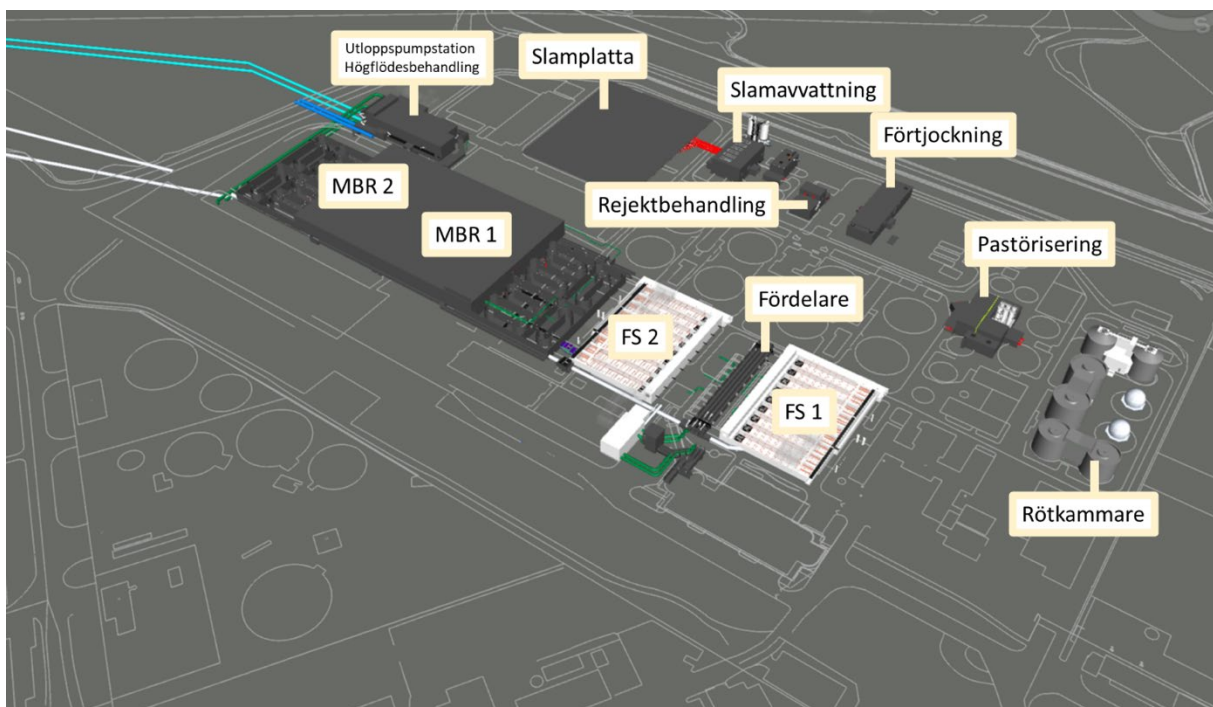 Utloppspumpstation
Högflödesbehandling
Slamplatta
Slamavvattning
Förtjockning
MBR 2
Rejektbehandling
MBR 1
Pastörisering
Fördelare
FS 2
FS 1
Rötkammare
S